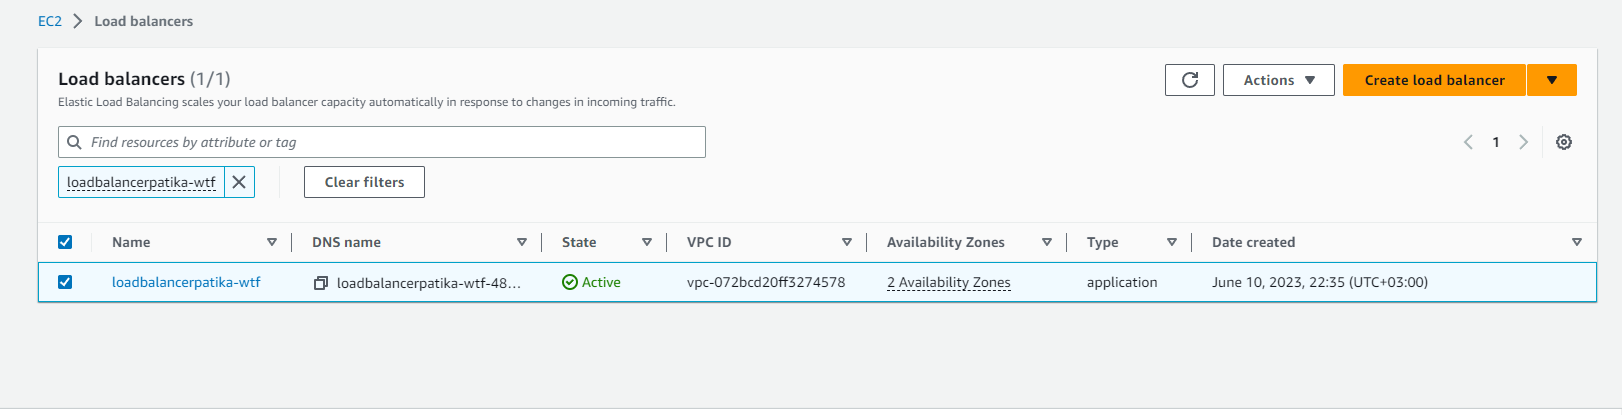 EC2 > Load balancers
Load balancers (1/1)
Actions
Create load balancer
Elastic Load Balancing scales your load balancer capacity automatically in response to changes in incoming traffic.
Find resources by attribute or tag
1
loadbalancerpatika-wtf
Clear filters
Name DNS name State VPC ID Availability Zones Type Date created
loadbalancerpatika-wtf loadbalancerpatika-wtf-48... Active vpc-072bcd20ff3274578 2 Availability Zones application June 10, 2023, 22:35 (UTC+03:00)